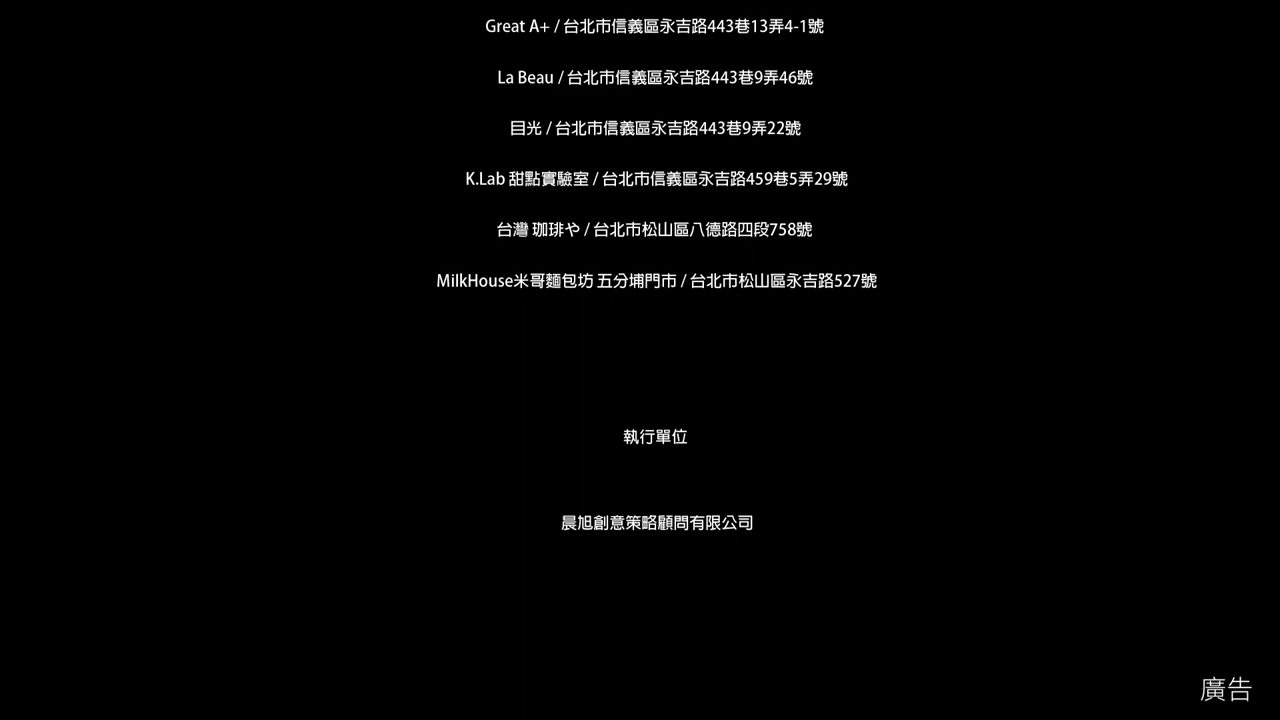 Great A+ / 台北市信義區永吉路443巷13弄4-1號
La Beau / 台北市信義區永吉路443巷9弄46號
目光 / 台北市信義區永吉路443巷9弄22號
K.Lab 甜點實驗室 / 台北市信義區永吉路459巷5弄29號
台灣 珈琲や / 台北市松山區八德路四段758號
MilkHouse米哥麵包坊 五分埔門市 / 台北市松山區永吉路527號
執行單位
晨旭創意策略顧問有限公司
廣告